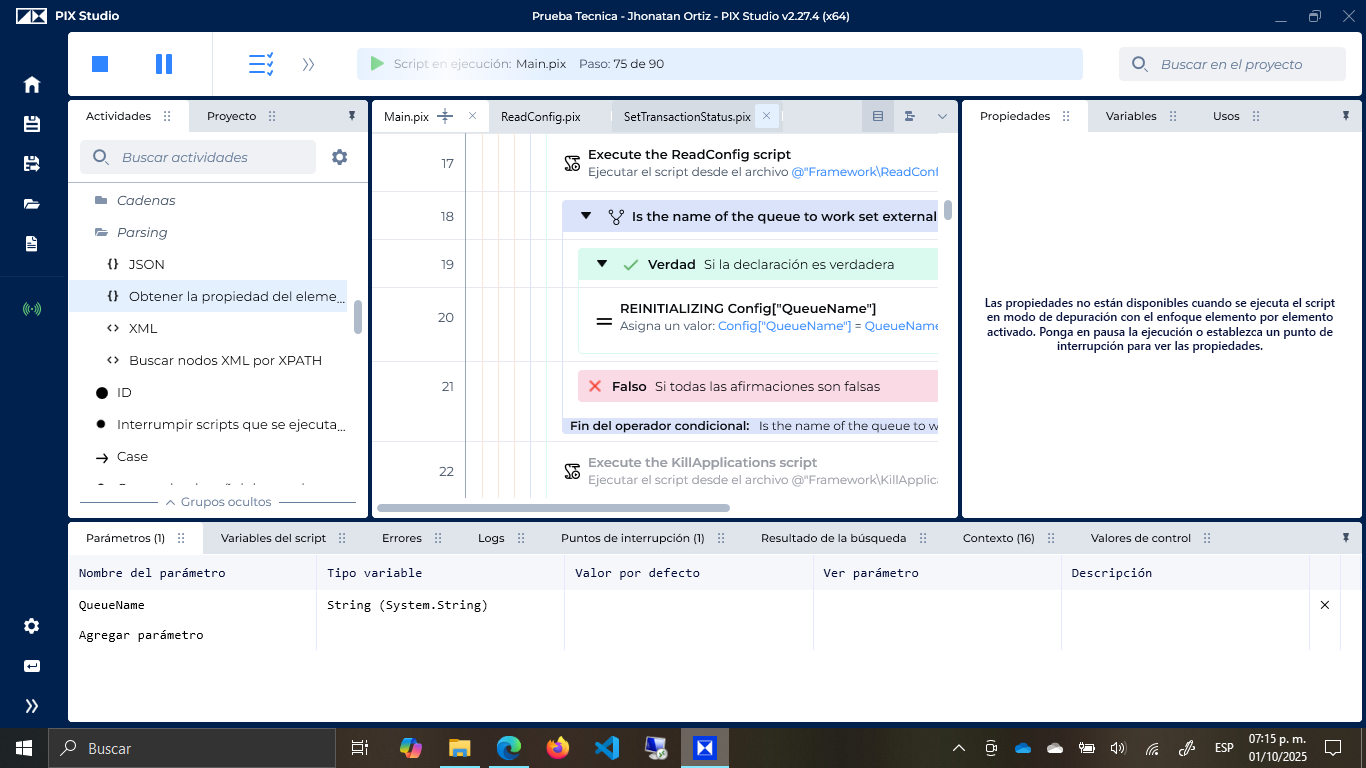 PIX Studio
Prueba Tecnica - Jhonatan Ortiz - PIX Studio v2.27.4 (x64)
Script en ejecución: Main.pix Paso: 75 de 90
Buscar en el proyecto
Actividades
Proyecto
Buscar actividades
Cadenas
Parsing
JSON
Obtener la propiedad del eleme...
XML
Buscar nodos XML por XPATH
ID
Interrumpir scripts que se ejecuta...
Case
Grupos ocultos
Main.pix
ReadConfig.pix
SetTransactionStatus.pix
17
Execute the ReadConfig script
Ejecutar el script desde el archivo @"Framework\ReadConf
18
Is the name of the queue to work set external
19
Verdad Si la declaración es verdadera
20
REINITIALIZING Config["QueueName"]
Asigna un valor: Config["QueueName"] = QueueName
21
Falso Si todas las afirmaciones son falsas
Fin del operador condicional: Is the name of the queue to w
22
Execute the KillApplications script
Ejecutar el script desde el archivo @"Framework\KillApplica
Propiedades
Variables
Usos
Las propiedades no están disponibles cuando se ejecuta el script
en modo de depuración con el enfoque elemento por elemento
activado. Ponga en pausa la ejecución o establezca un punto de
interrupción para ver las propiedades.
Parámetros (1)
Variables del script
Errores
Logs
Puntos de interrupción (1)
Resultado de la búsqueda
Contexto (16)
Valores de control
Nombre del parámetro
Tipo variable
Valor por defecto
Ver parámetro
Descripción
QueueName
String (System.String)
Agregar parámetro
Buscar
ESP
07:15 p. m.
01/10/2025